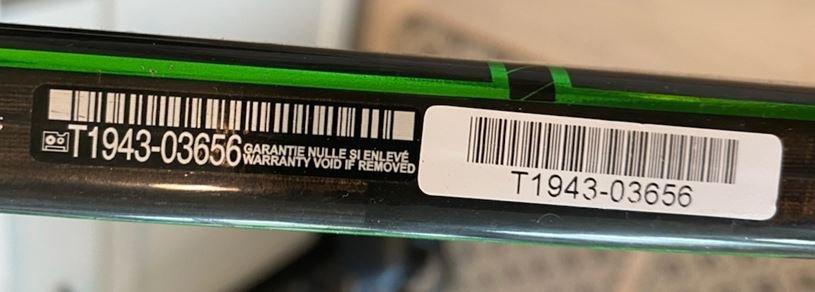 T1943-03656
GARANTIE NULLE SI ENLEVÉ
WARRANTY VOID IF REMOVED
T1943-03656